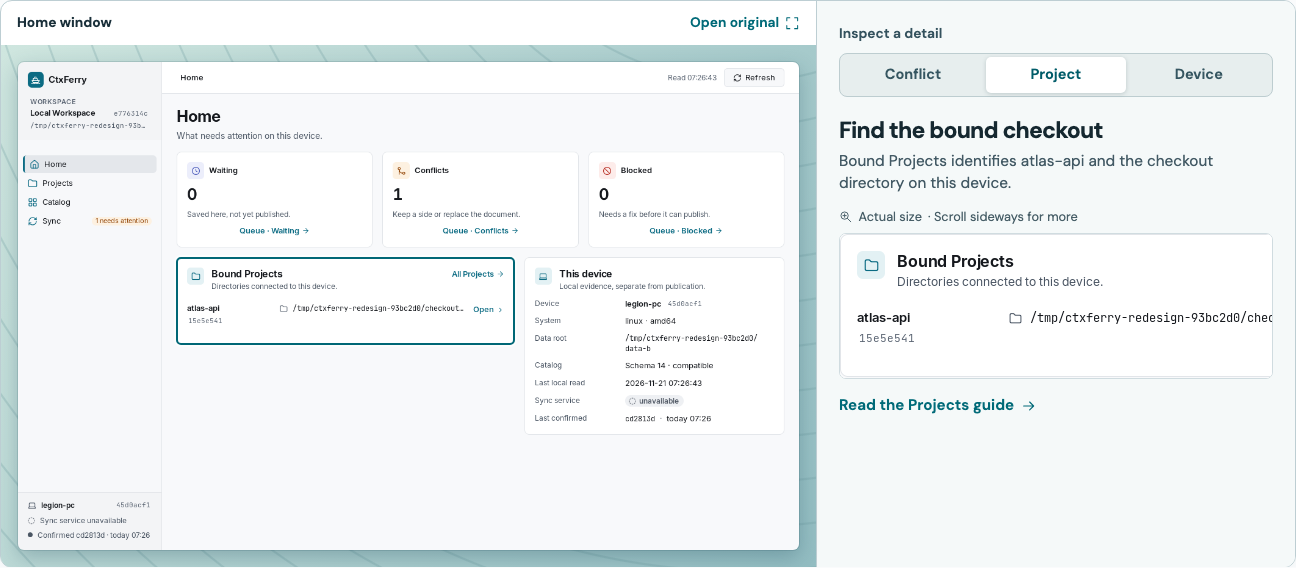 Home window
Open original
CtxFerry
WORKSPACE
Local Workspace e776314c
/tmp/ctxferry-redesign-93b…
Home
Projects
Catalog
Sync 1 needs attention
legion-pc 45d0acf1
Sync service unavailable
Confirmed cd2813d · today 07:26
Home
Read 07:26:43
Refresh
Home
What needs attention on this device.
Waiting
0
Saved here, not yet published.
Queue · Waiting →
Conflicts
1
Keep a side or replace the document.
Queue · Conflicts →
Blocked
0
Needs a fix before it can publish.
Queue · Blocked →
Bound Projects
All Projects →
Directories connected to this device.
atlas-api
/tmp/ctxferry-redesign-93bc2d0/checkout…
Open ›
15e5e541
This device
Local evidence, separate from publication.
Device legion-pc 45d0acf1
System linux · amd64
Data root /tmp/ctxferry-redesign-93bc2d0/
data-b
Catalog Schema 14 · compatible
Last local read 2026-11-21 07:26:43
Sync service unavailable
Last confirmed cd2813d · today 07:26
Inspect a detail
Conflict
Project
Device
Find the bound checkout
Bound Projects identifies atlas-api and the checkout
directory on this device.
Actual size · Scroll sideways for more
Bound Projects
Directories connected to this device.
atlas-api
/tmp/ctxferry-redesign-93bc2d0/chec
15e5e541
Read the Projects guide →